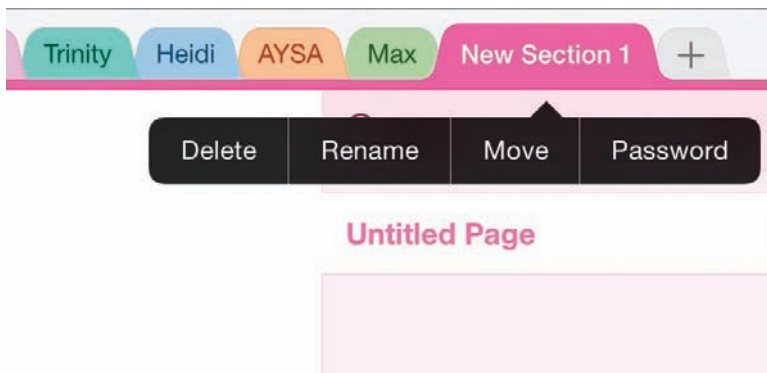 Trinity Heidi AYSA Max New Section 1 +
Delete Rename Move Password
Untitled Page